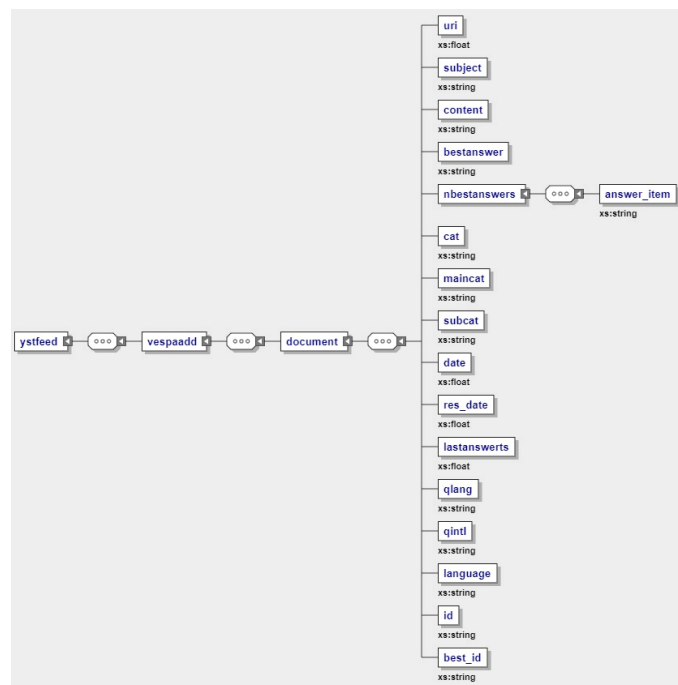 uri
xs:float
subject
xs:string
content
xs:string
bestanswer
xs:string
nbestanswers
answer_item
xs:string
cat
xs:string
maincat
xs:string
subcat
xs:string
ystfeed
vespaadd
document
date
xs:float
res_date
xs:float
lastanswerts
xs:float
qlang
xs:string
qintl
xs:string
language
xs:string
id
xs:string
best_id
xs:string